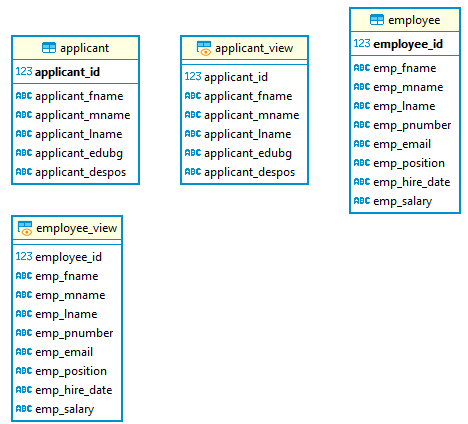 applicant
123 applicant_id
ABC applicant_fname
ABC applicant_mname
ABC applicant_lname
ABC applicant_edubg
ABC applicant_despos
applicant_view
123 applicant_id
ABC applicant_fname
ABC applicant_mname
ABC applicant_lname
ABC applicant_edubg
ABC applicant_despos
employee
123 employee_id
ABC emp_fname
ABC emp_mname
ABC emp_lname
ABC emp_pnumber
ABC emp_email
ABC emp_position
ABC emp_hire_date
ABC emp_salary
employee_view
123 employee_id
ABC emp_fname
ABC emp_mname
ABC emp_lname
ABC emp_pnumber
ABC emp_email
ABC emp_position
ABC emp_hire_date
ABC emp_salary